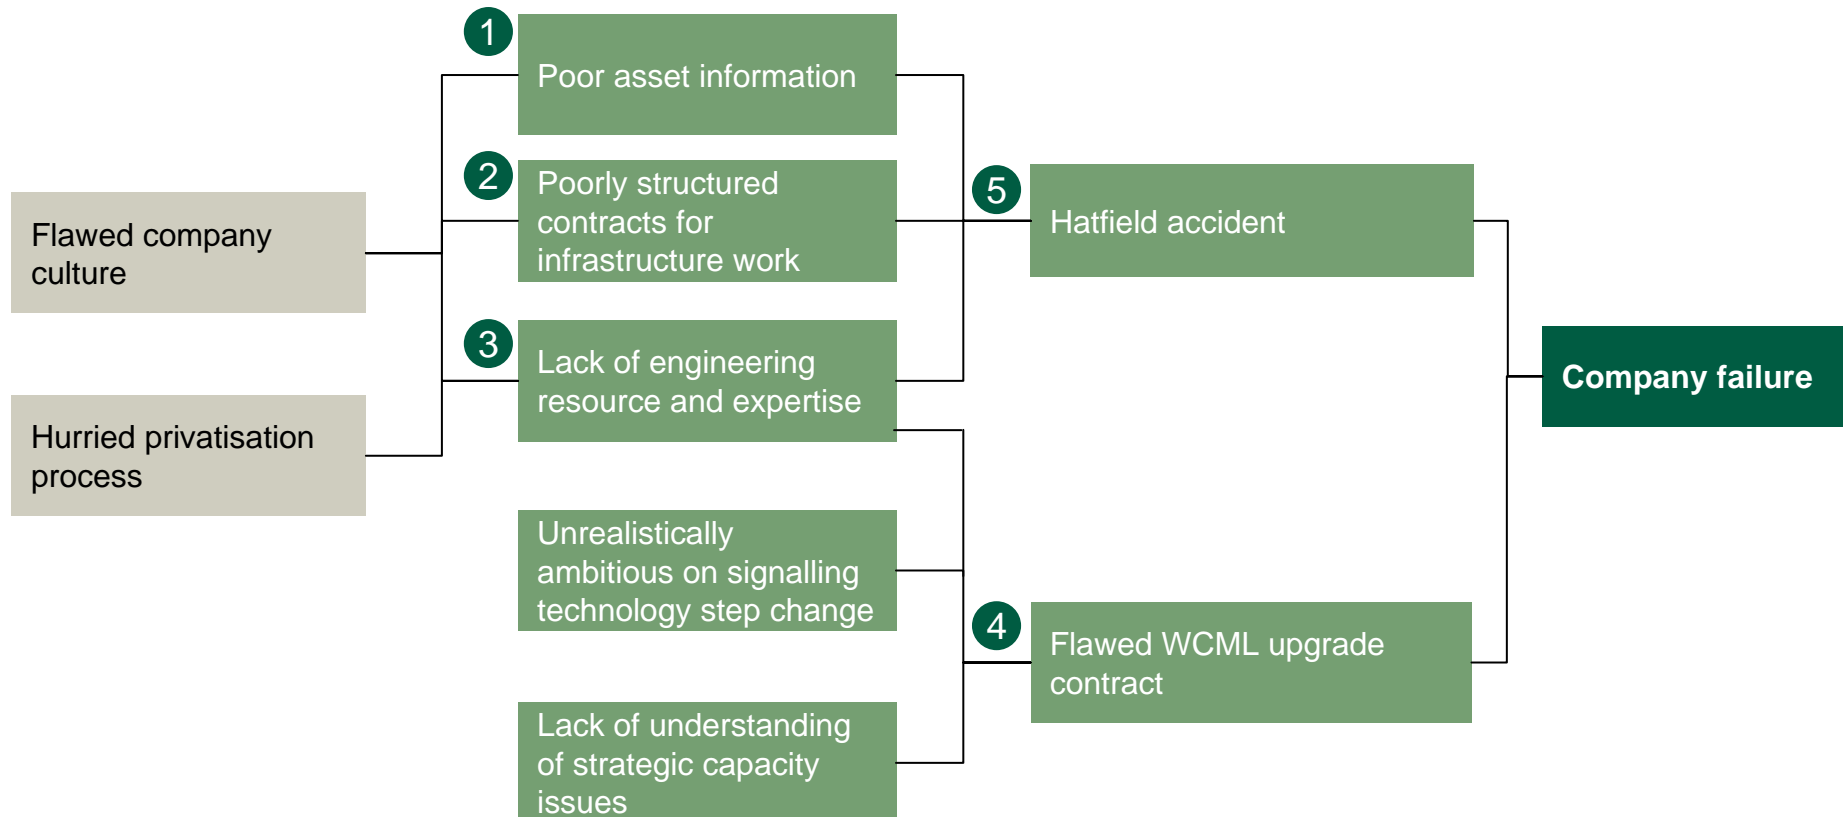 Flawed company
culture
Hurried privatisation
process
1
Poor asset information
2
Poorly structured
contracts for
infrastructure work
3
Lack of engineering
resource and expertise
Unrealistically
ambitious on signalling
technology step change
Lack of understanding
of strategic capacity
issues
5
Hatfield accident
4
Flawed WCML upgrade
contract
Company failure